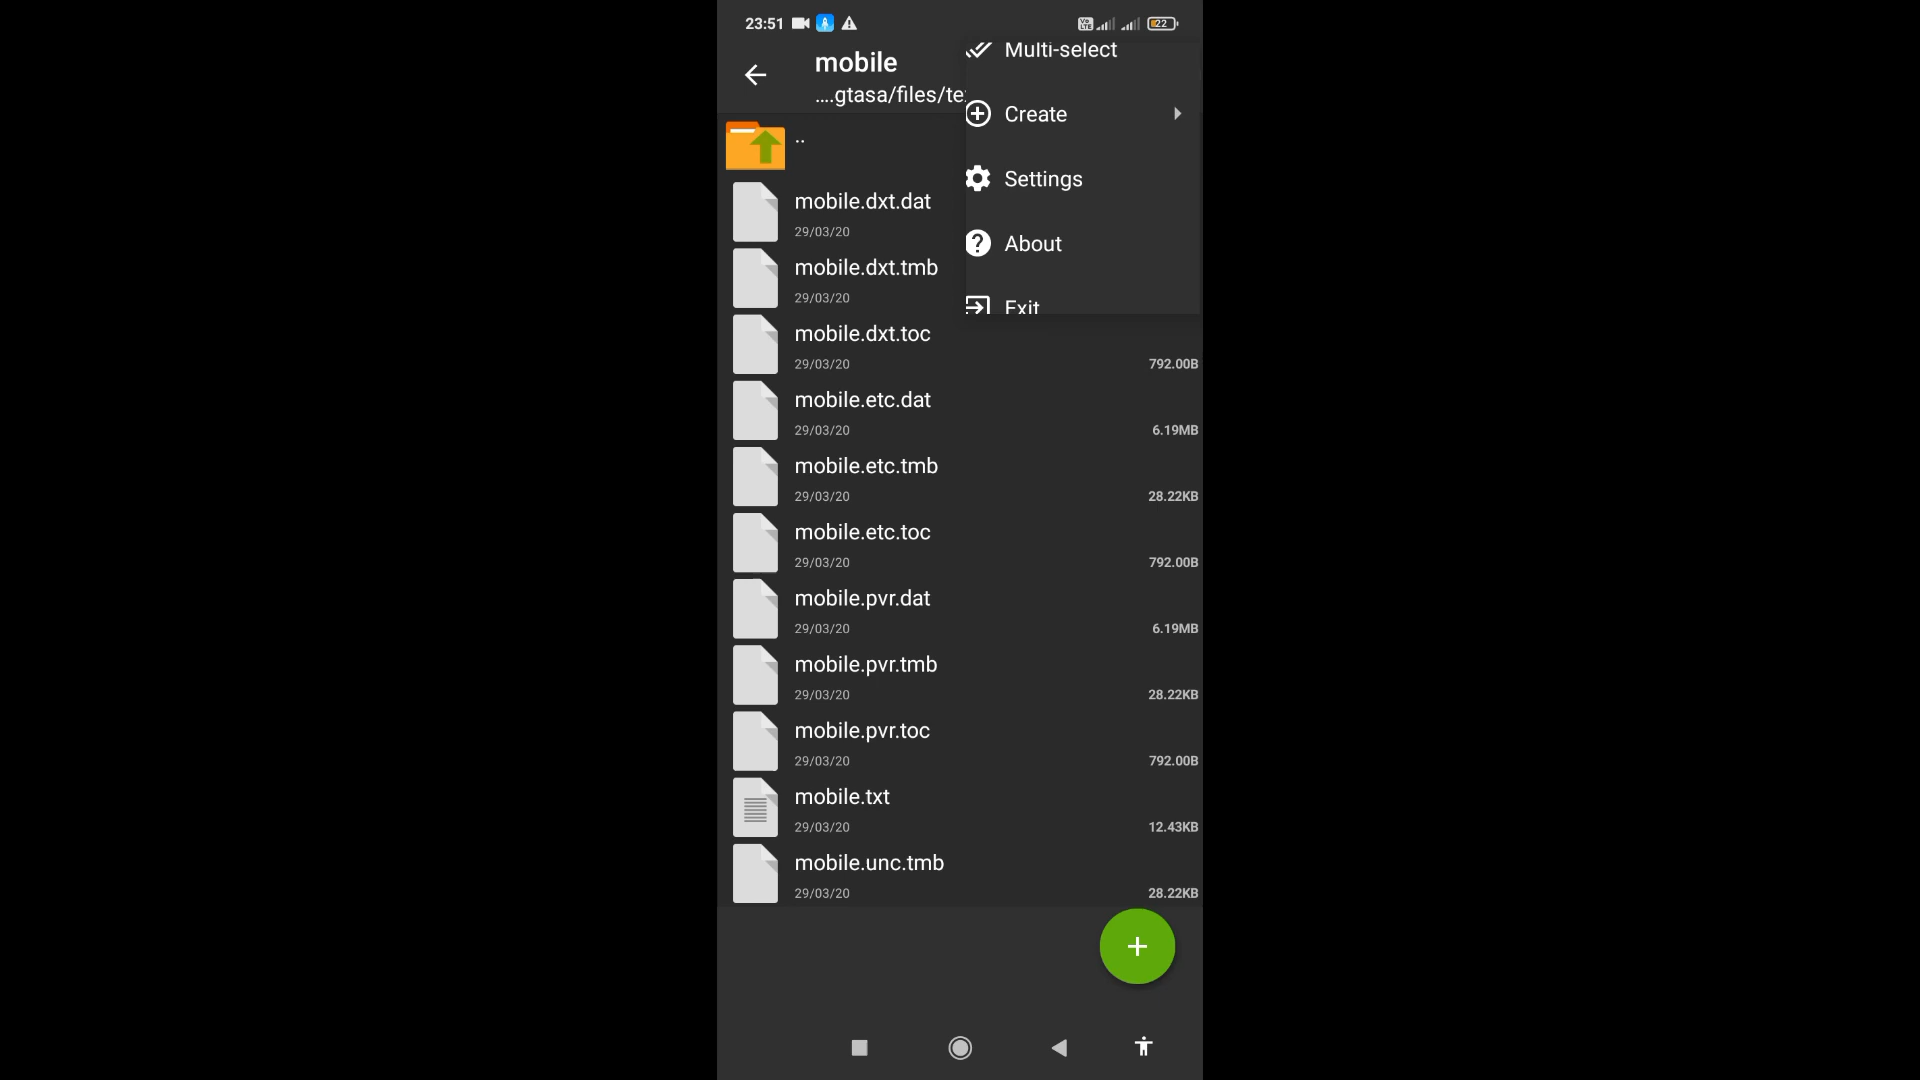 23:51
Vo LTE
22
mobile
....gtasa/files/te
Multi-select
Create
Settings
About
Exit
..
mobile.dxt.dat
29/03/20
mobile.dxt.tmb
29/03/20
mobile.dxt.toc
29/03/20 792.00B
mobile.etc.dat
29/03/20 6.19MB
mobile.etc.tmb
29/03/20 28.22KB
mobile.etc.toc
29/03/20 792.00B
mobile.pvr.dat
29/03/20 6.19MB
mobile.pvr.tmb
29/03/20 28.22KB
mobile.pvr.toc
29/03/20 792.00B
mobile.txt
29/03/20 12.43KB
mobile.unc.tmb
29/03/20 28.22KB